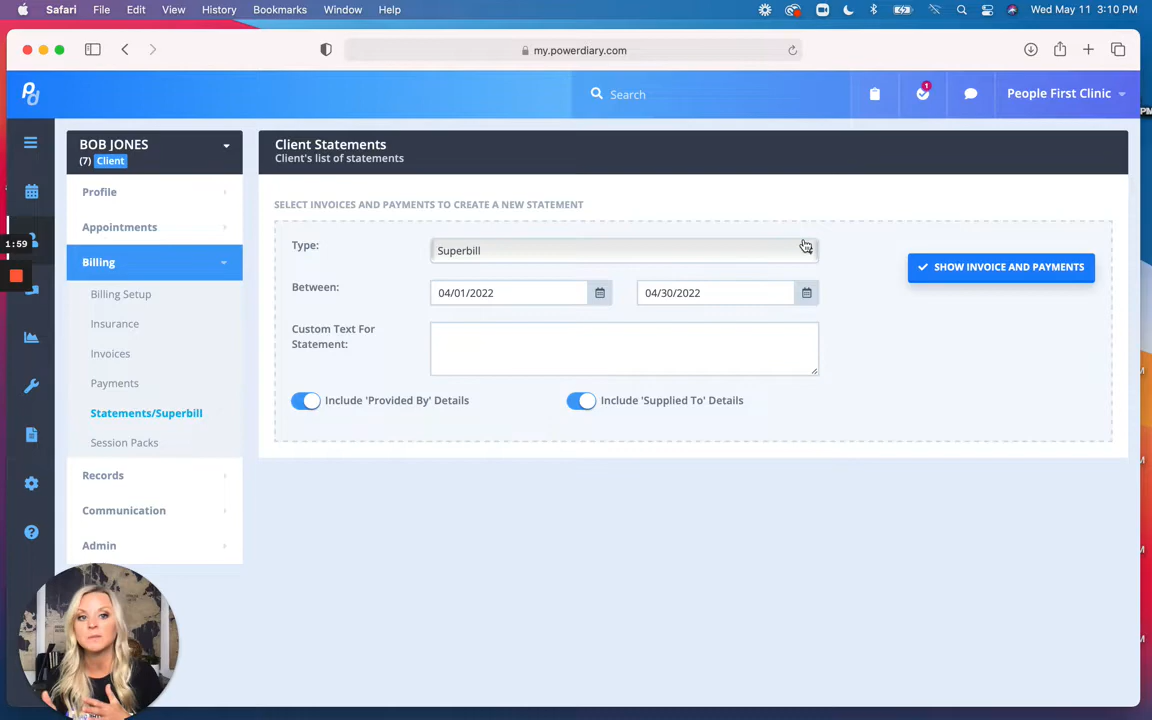 Safari File Edit View History Bookmarks Window Help Wed May 11 3:10 PM
my.powerdiary.com
pd
Search
1
People First Clinic
BOB JONES
(7) Client
Client Statements
Client's list of statements
Profile
Appointments
Billing
Billing Setup
Insurance
Invoices
Payments
Statements/Superbill
Session Packs
Records
Communication
Admin
1:59
SELECT INVOICES AND PAYMENTS TO CREATE A NEW STATEMENT
Type:
Superbill
SHOW INVOICE AND PAYMENTS
Between:
04/01/2022
04/30/2022
Custom Text For
Statement:
Include 'Provided By' Details
Include 'Supplied To' Details